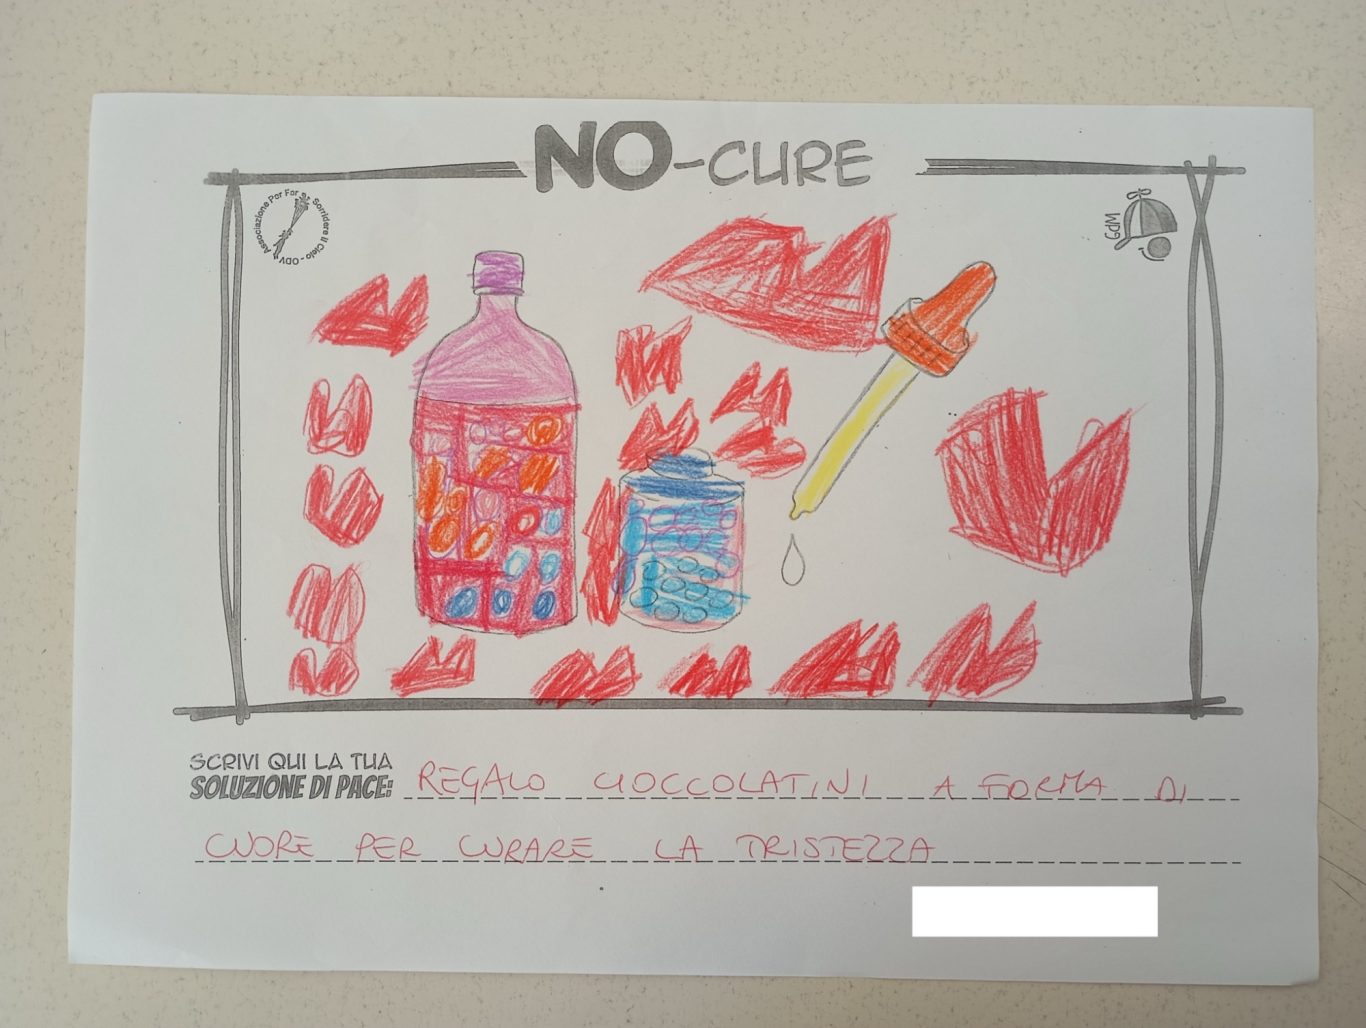 NO-CURE
Associazione Per Far Sorridere Il Cielo - ODV
GdM
SCRIVI QUI LA TUA
SOLUZIONE DI PACE: REGALO CIOCCOLATINI A FORMA DI
CUORE PER CURARE LA TRISTEZZA